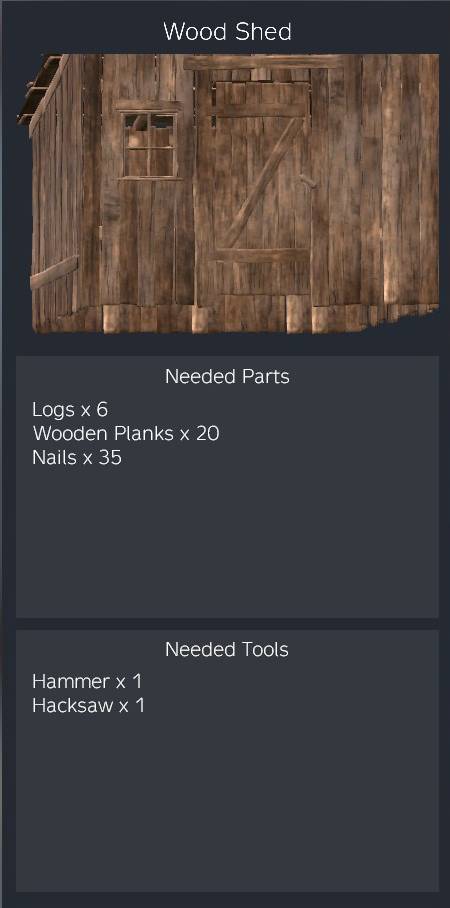 Wood Shed
Needed Parts
Logs x 6
Wooden Planks x 20
Nails x 35
Needed Tools
Hammer x 1
Hacksaw x 1